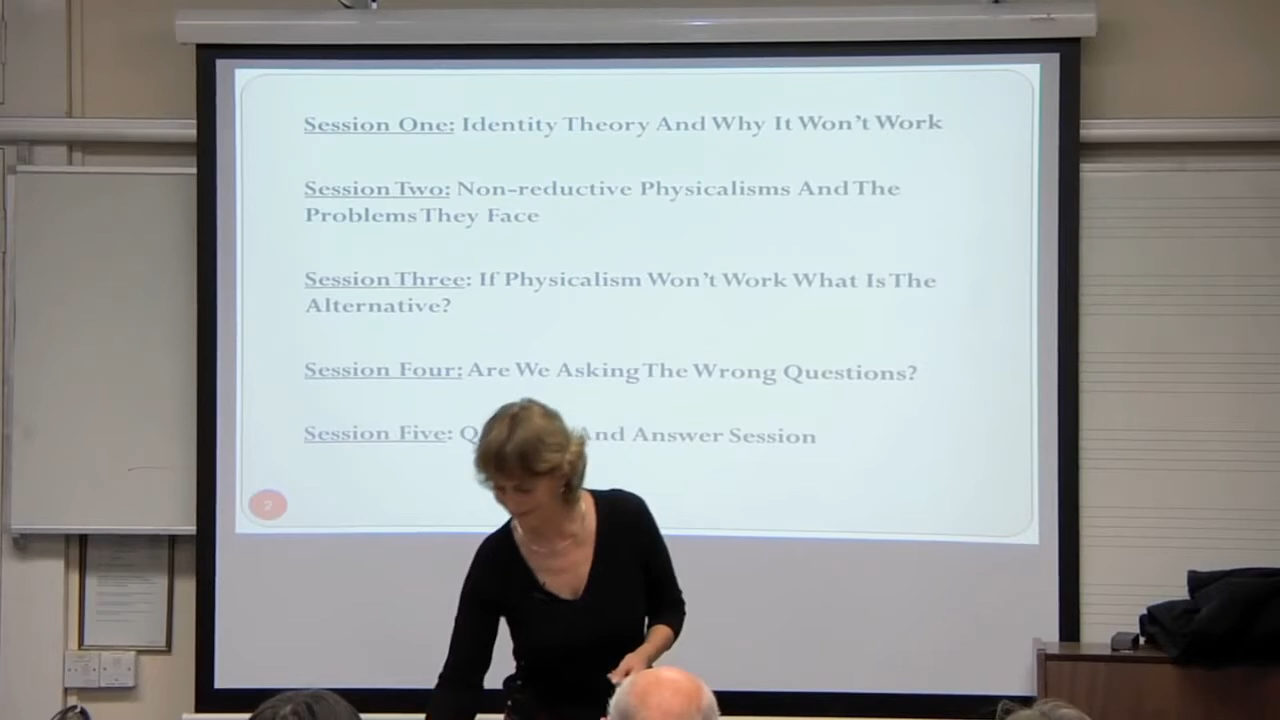 Session One: Identity Theory And Why It Won't Work
Session Two: Non-reductive Physicalisms And The
Problems They Face
Session Three: If Physicalism Won't Work What Is The
Alternative?
Session Four: Are We Asking The Wrong Questions?
Session Five: And Answer Session
2